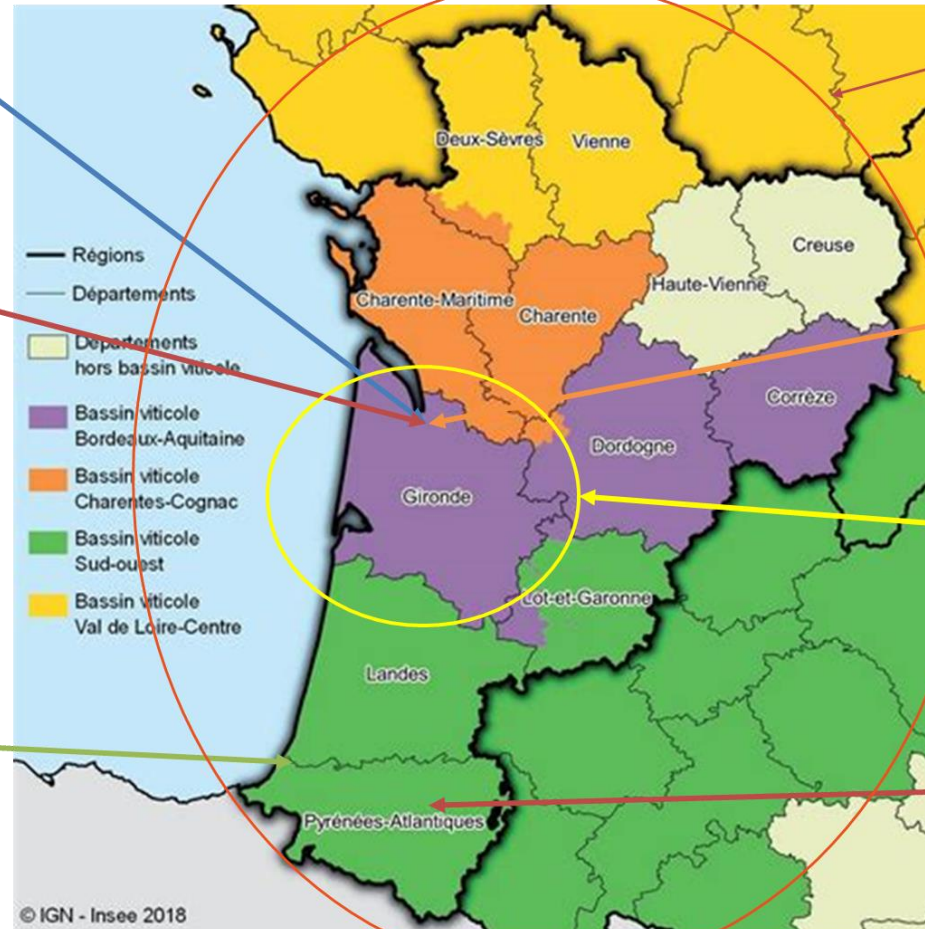 Deux-Sèvres
Vienne
Creuse
Haute-Vienne
Charente-Maritime
Charente
Régions
Départements
Départements
hors bassin viticole
Bassin viticole
Bordeaux-Aquitaine
Bassin viticole
Charentes-Cognac
Bassin viticole
Sud-ouest
Bassin viticole
Val de Loire-Centre
Corrèze
Dordogne
Gironde
Lot-et-Garonne
Landes
Pyrénées-Atlantiques
© IGN - Insee 2018